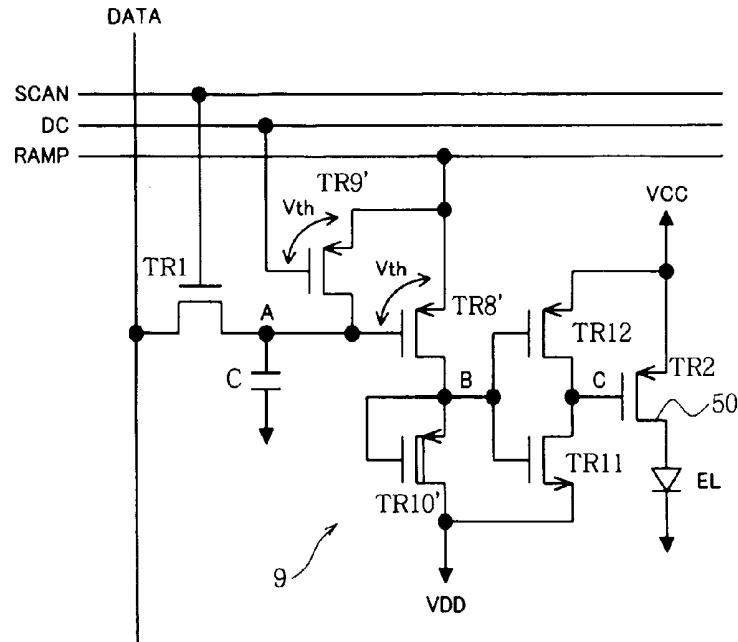 DATA
SCAN
DC
RAMP
TR9'
VCC
Vth
TR1
Vth
A
TR8'
TR12
C
B
C
TR2
50
TR11
EL
TR10'
9
VDD